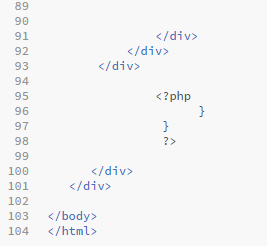 89
90
91 </div>
92 </div>
93 </div>
94
95 <?php
96 }
97 }
98 ?>
99
100 </div>
101 </div>
102
103 </body>
104 </html>